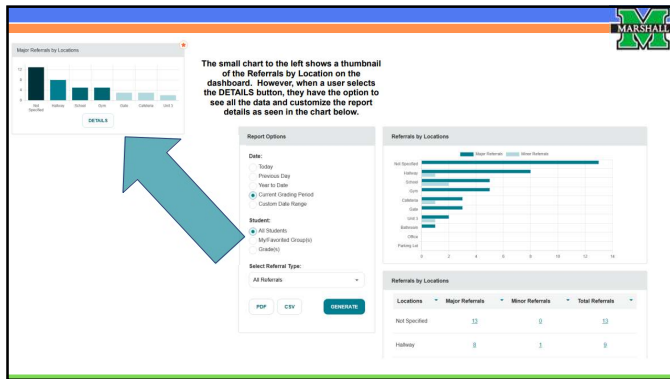 MARSHALL
Major Referrals by Locations
12
8
4
0
Not Specified
Hallway
School
Gym
Gate
Cafeteria
Unit 1
DETAILS
The small chart to the left shows a thumbnail
of the Referrals by Location on the
dashboard. However, when a user selects
the DETAILS button, they have the option to
see all the data and customize the report
details as seen in the chart below.
Report Options
Date:
Today
Previous Day
Year to Date
Current Grading Period
Custom Date Range
Student:
All Students
My/Favorited Group(s)
Grade(s)
Select Referral Type:
All Referrals
PDF CSV GENERATE
Referrals by Locations
Major Referrals Minor Referrals
Not Specified
Hallway
School
Gym
Cafeteria
Gate
Unit 1
Bathroom
Office
Parking Lot
0 2 4 6 8 10 12 14
Referrals by Locations
Locations Major Referrals Minor Referrals Total Referrals
Not Specified 13 0 13
Hallway 8 1 9